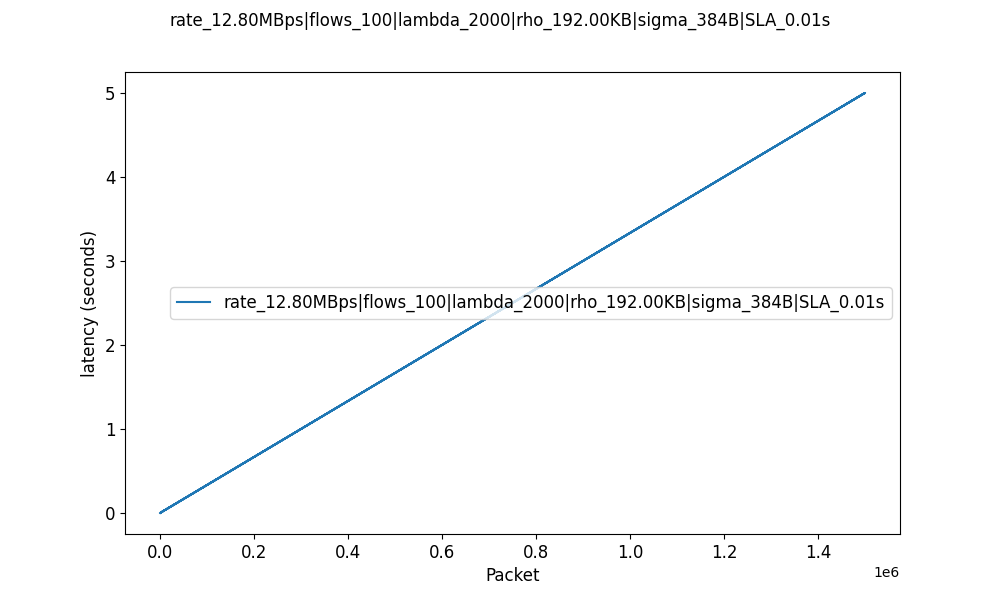 rate_12.80MBps|flows_100|lambda_2000|rho_192.00KB|sigma_384B|SLA_0.01s
5
4
3
2
1
0
latency (seconds)
rate_12.80MBps|flows_100|lambda_2000|rho_192.00KB|sigma_384B|SLA_0.01s
0.0 0.2 0.4 0.6 0.8 1.0 1.2 1.4
1e6
Packet